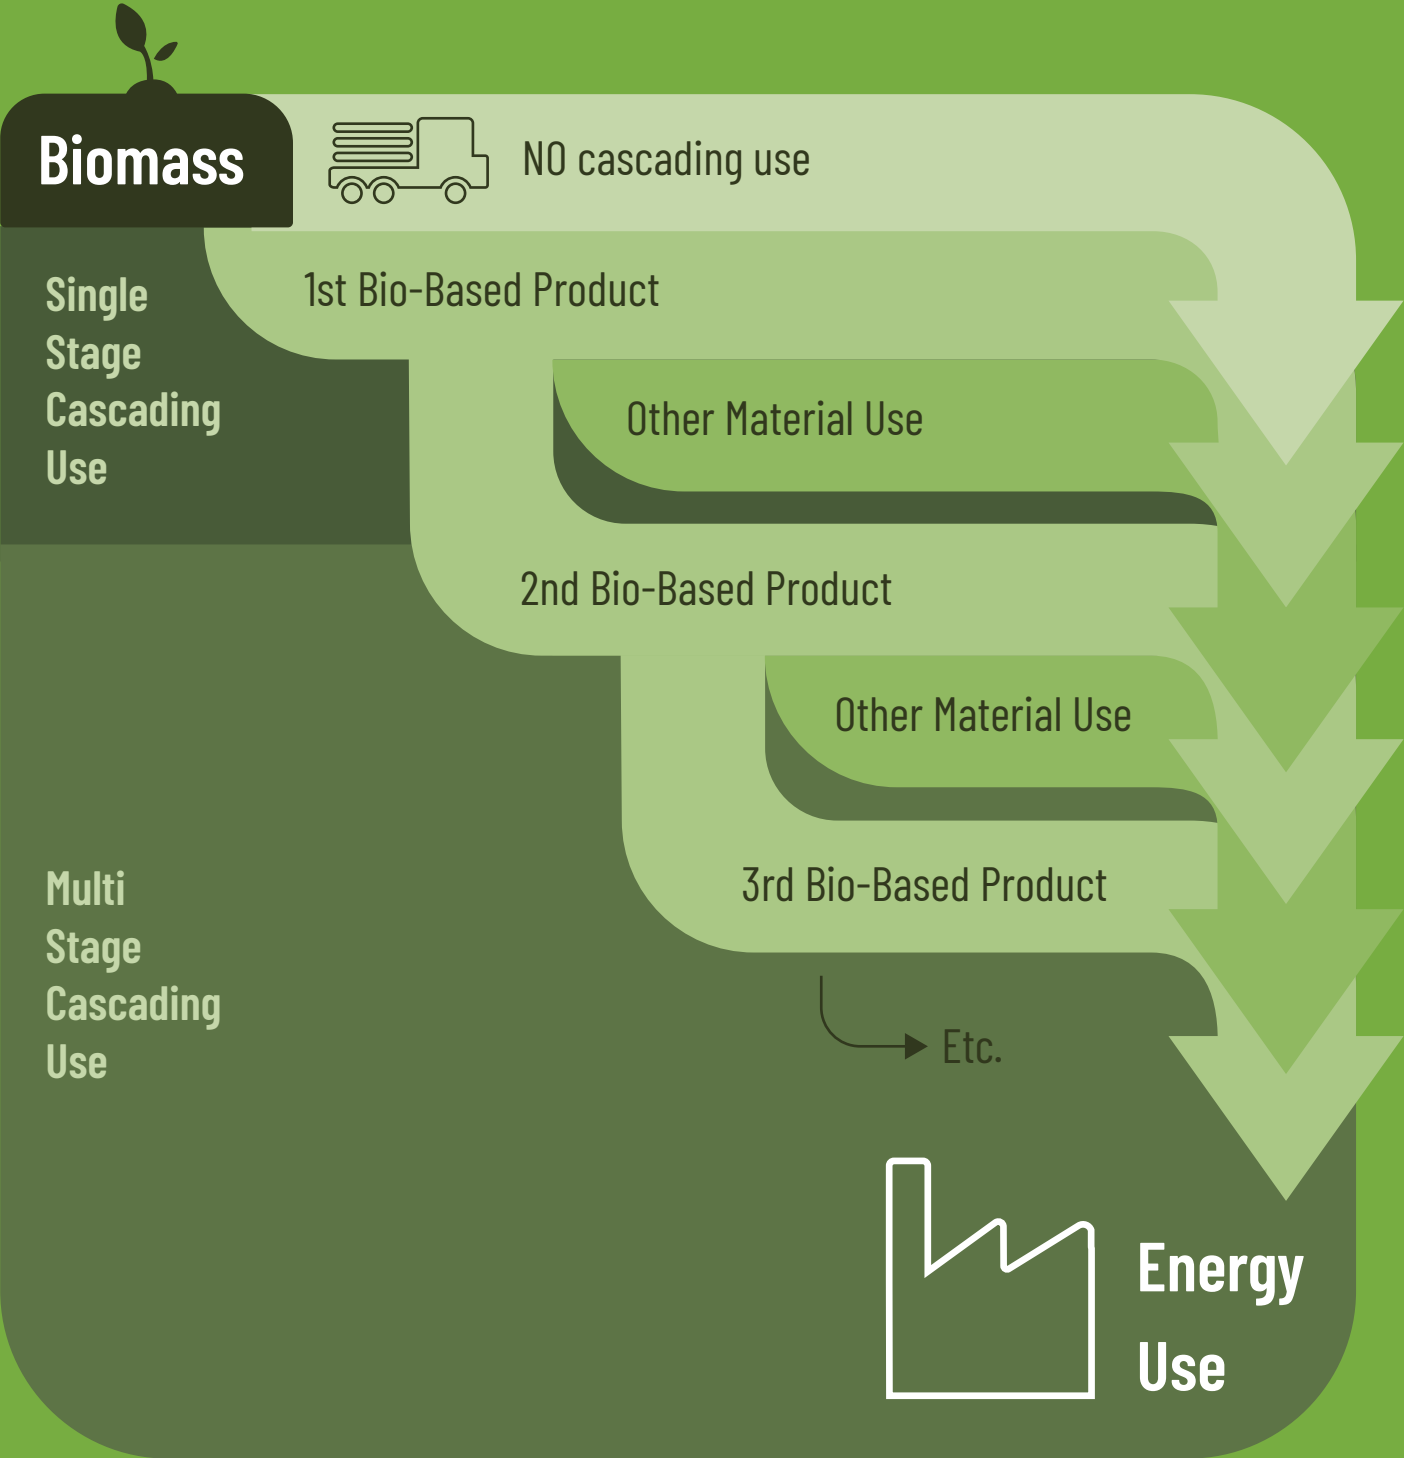 Biomass
NO cascading use
1st Bio-Based Product
Single
Stage
Cascading
Use
Other Material Use
2nd Bio-Based Product
Other Material Use
3rd Bio-Based Product
Multi
Stage
Cascading
Use
Etc.
Energy
Use